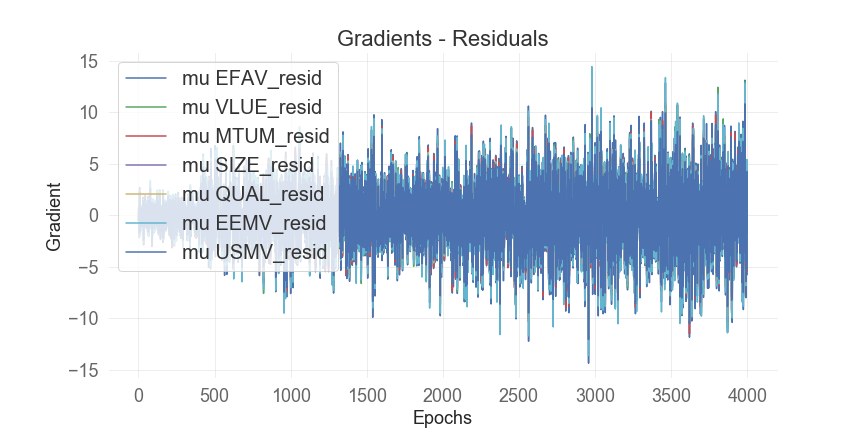 Gradients - Residuals
15
10
5
0
−5
−10
−15
Gradient
mu EFAV_resid
mu VLUE_resid
mu MTUM_resid
mu SIZE_resid
mu QUAL_resid
mu EEMV_resid
mu USMV_resid
0 500 1000 1500 2000 2500 3000 3500 4000
Epochs